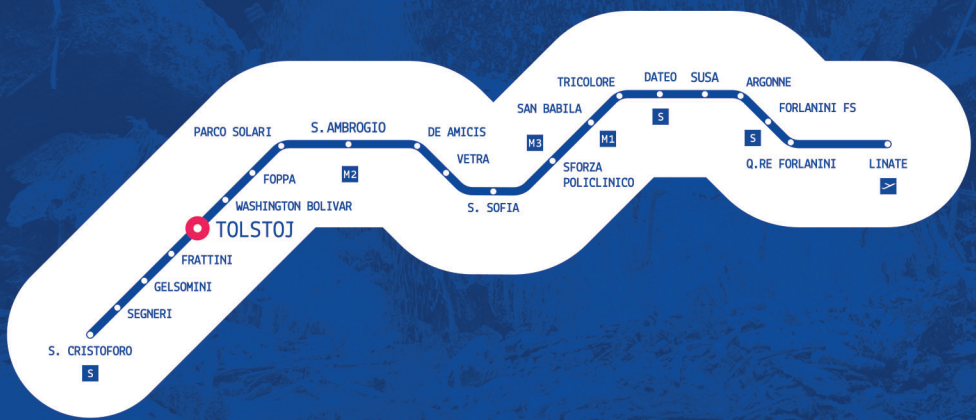 TRICOLORE
DATEO
SUSA
ARGONNE
S
SAN BABILA
M1
FORLANINI FS
S
PARCO SOLARI
S.AMBROGIO
M2
DE AMICIS
M3
VETRA
SFORZA
POLICLINICO
Q.RE FORLANINI
LINATE
FOPPA
S. SOFIA
WASHINGTON BOLIVAR
TOLSTOJ
FRATTINI
GELSOMINI
SEGNERI
S. CRISTOFORO
S